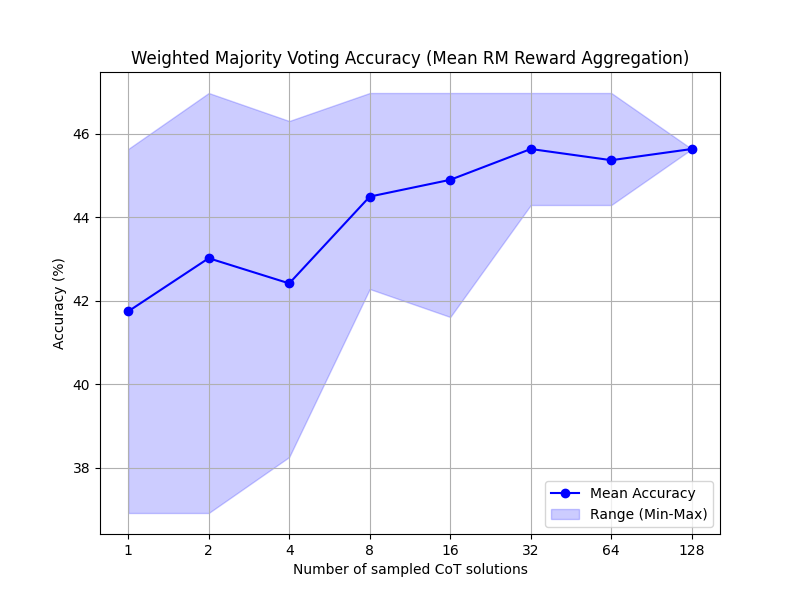 Weighted Majority Voting Accuracy (Mean RM Reward Aggregation)
46
44
42
40
38
Accuracy (%)
Mean Accuracy
Range (Min-Max)
1 2 4 8 16 32 64 128
Number of sampled CoT solutions